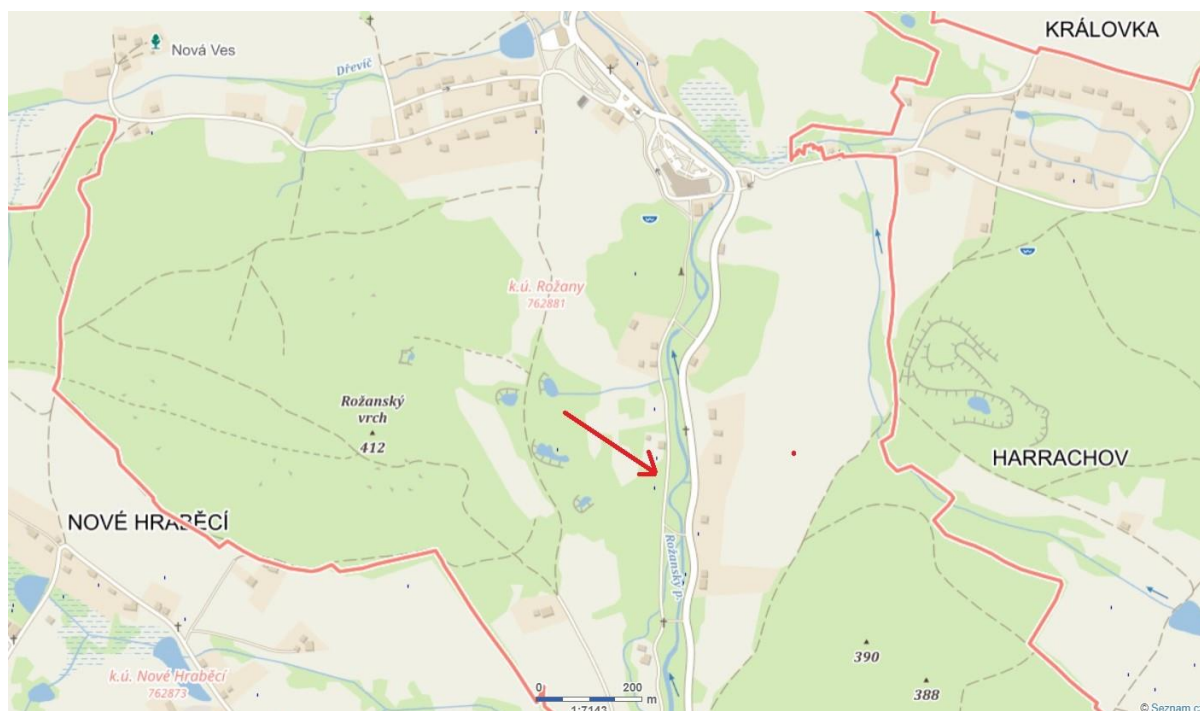 KRÁLOVKA
Nová Ves
Dřevíč
k.ú. Rožany
762881
Rožanský
vrch
412
HARRACHOV
NOVÉ HRABĚCÍ
Rožanský p.
k.ú. Nové Hraběcí
762873
390
388
0 200 m
1:7142
© Seznam.c